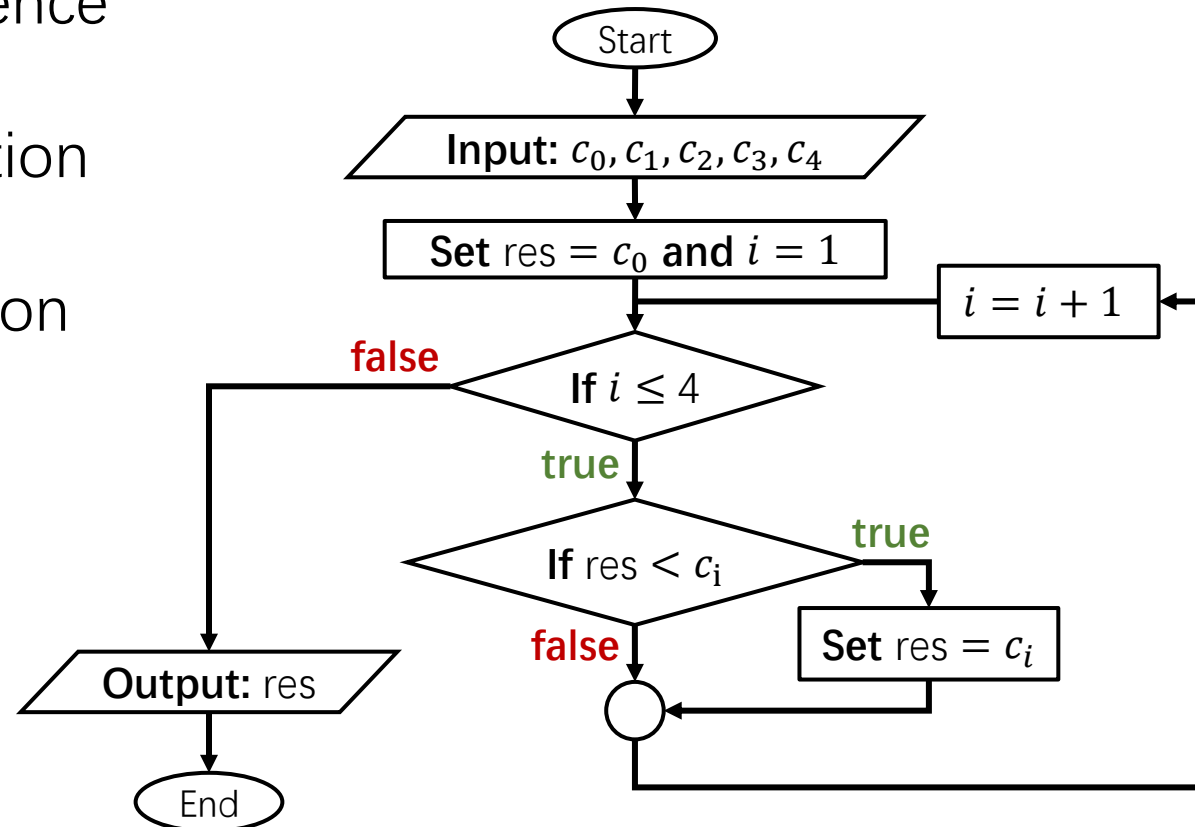 ence
tion
on
Start
Input: c₀, c₁, c₂, c₃, c₄
Set res = c₀ and i = 1
i = i + 1
false
If i ≤ 4
true
If res < cᵢ
true
false
Set res = cᵢ
Output: res
End